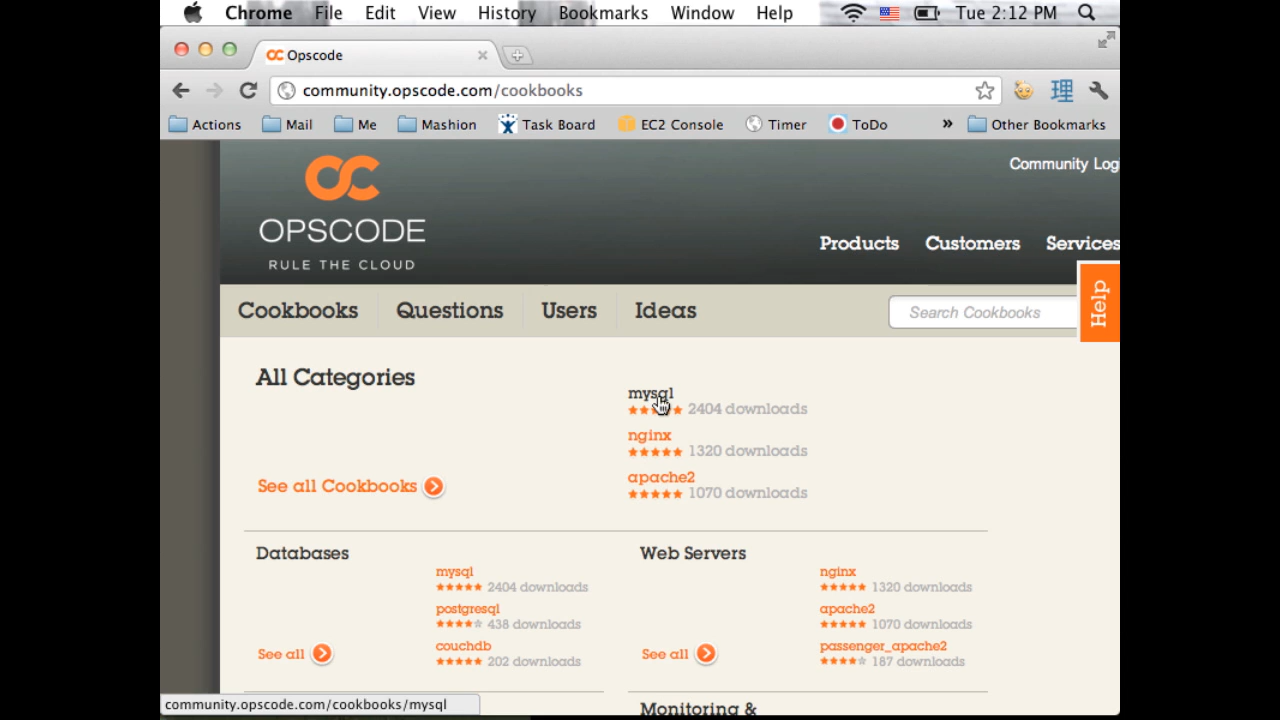 Chrome File Edit View History Bookmarks Window Help Tue 2:12 PM
Opscode
community.opscode.com/cookbooks 理
Actions Mail Me Mashion Task Board EC2 Console Timer ToDo » Other Bookmarks
Community Log
OPSCODE
RULE THE CLOUD
Products Customers Services
Help
Cookbooks Questions Users Ideas Search Cookbooks
All Categories
mysql
2404 downloads
nginx
1320 downloads
apache2
1070 downloads
See all Cookbooks
Databases
mysql
2404 downloads
postgresql
438 downloads
couchdb
202 downloads
See all
Web Servers
nginx
1320 downloads
apache2
1070 downloads
passenger_apache2
187 downloads
See all
Monitoring &
community.opscode.com/cookbooks/mysql